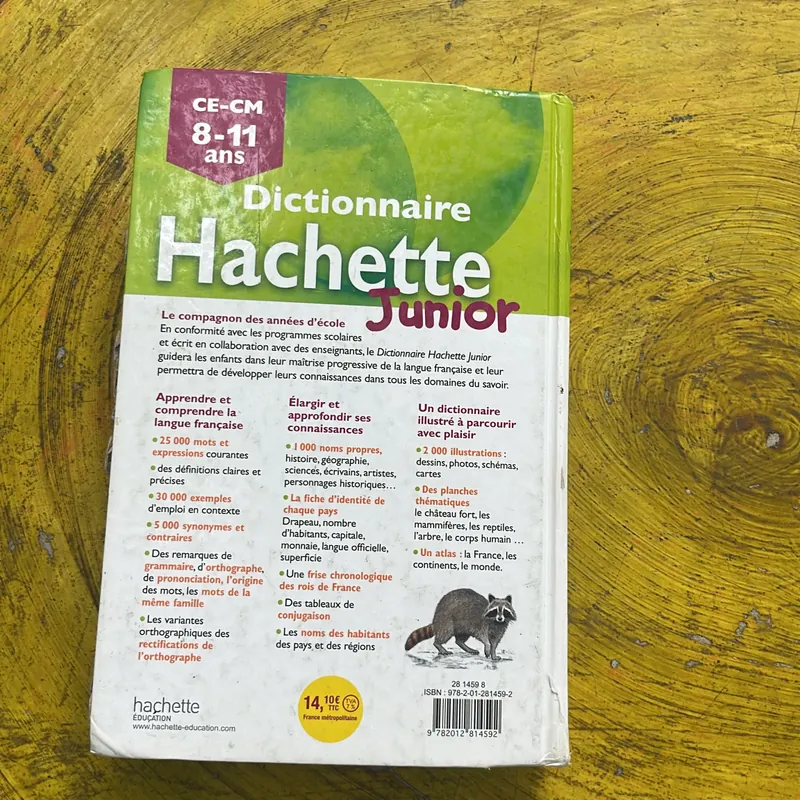 CE-CM
8-11
ans
Dictionnaire
Hachette
Junior
Le compagnon des années d'école
En conformité avec les programmes scolaires
et écrit en collaboration avec des enseignants, le Dictionnaire Hachette Junior
guidera les enfants dans leur maîtrise progressive de la langue française et leur
permettra de développer leurs connaissances dans tous les domaines du savoir.
Apprendre et
comprendre la
langue française
• 25 000 mots et
expressions courantes
• des définitions claires et
précises
• 30 000 exemples
d'emploi en contexte
• 5 000 synonymes et
contraires
• Des remarques de
grammaire, d'orthographe,
de prononciation, l'origine
des mots, les mots de la
même famille
• Les variantes
orthographiques des
rectifications de
l'orthographe
Élargir et
approfondir ses
connaissances
• 1 000 noms propres,
histoire, géographie,
sciences, écrivains, artistes,
personnages historiques...
• La fiche d'identité de
chaque pays
Drapeau, nombre
d'habitants, capitale,
monnaie, langue officielle,
superficie
• Une frise chronologique
des rois de France
• Des tableaux de
conjugaison
• Les noms des habitants
des pays et des régions
Un dictionnaire
illustré à parcourir
avec plaisir
• 2 000 illustrations :
dessins, photos, schémas,
cartes
• Des planches
thématiques
le château fort, les
mammifères, les reptiles,
l'arbre, le corps humain ...
• Un atlas : la France, les
continents, le monde.
hachette
ÉDUCATION
www.hachette-education.com
14,10€
TTC
France métropolitaine
28 1459 8
ISBN : 978-2-01-281459-2
9 782012 814592